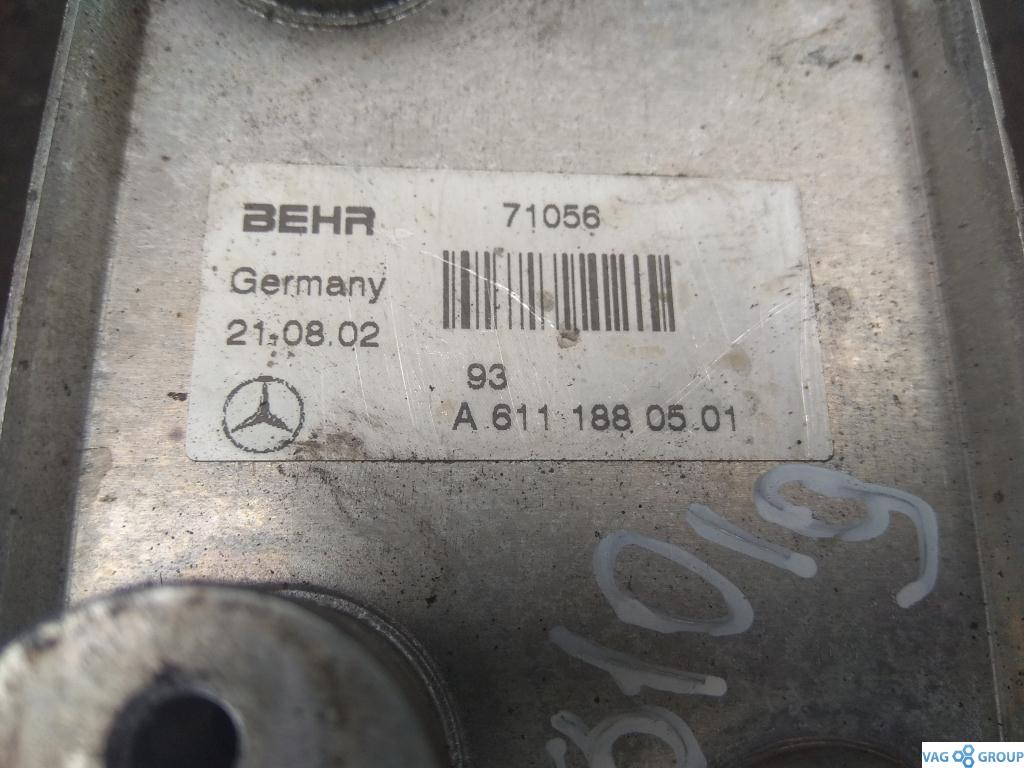 BEHR 71056
Germany
21.08.02
93
A 611 188 05 01
VAG GROUP